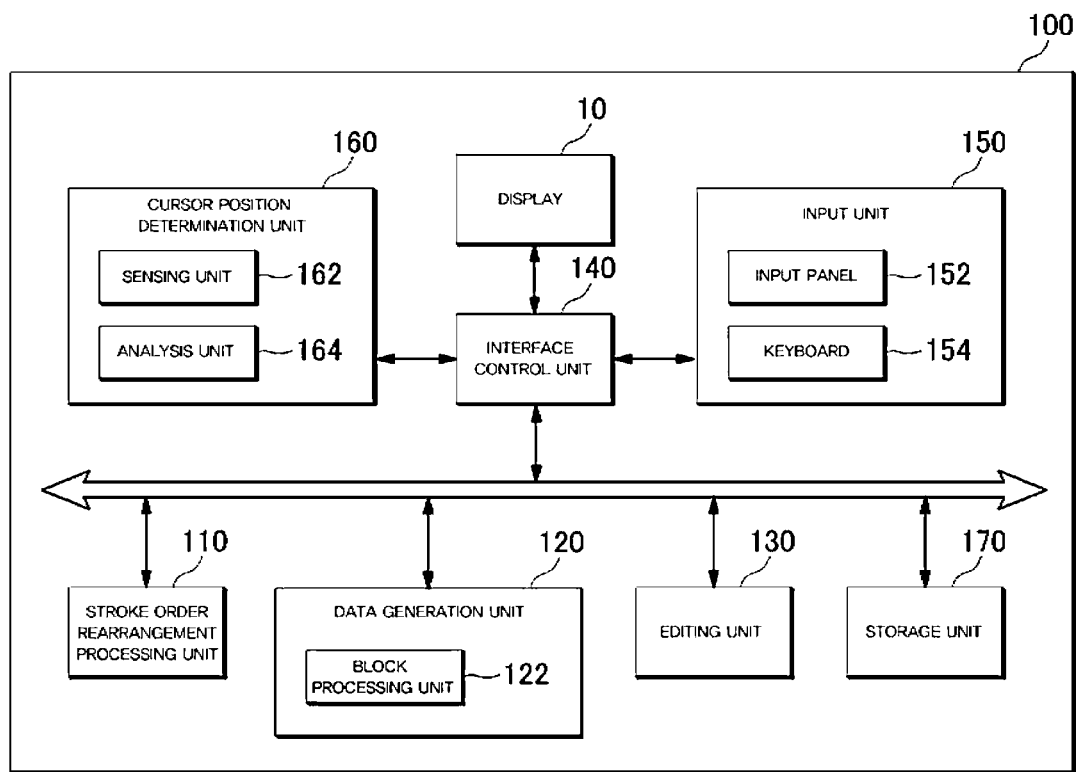 100
10
160
150
CURSOR POSITION
DETERMINATION UNIT
DISPLAY
INPUT UNIT
SENSING UNIT
162
140
INPUT PANEL
152
ANALYSIS UNIT
164
INTERFACE
CONTROL UNIT
KEYBOARD
154
110
120
130
170
STROKE ORDER
REARRANGEMENT
PROCESSING UNIT
DATA GENERATION UNIT
EDITING UNIT
STORAGE UNIT
BLOCK
PROCESSING UNIT
122